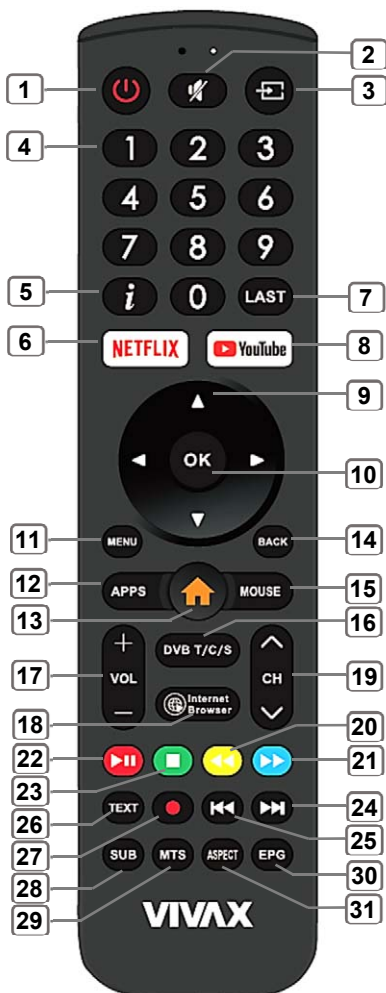 2
1
3
4 1 2 3
4 5 6
7 8 9
5 i 0 LAST 7
6 NETFLIX YouTube 8
9
OK
10
11 MENU BACK 14
12 APPS MOUSE 15
13
16
17 + VOL – DVB T/C/S CH 19
18 Internet
Browser
20
22 21
23
26 TEXT 24
27 25
28 SUB MTS ASPECT EPG 30
29 31
VIVAX